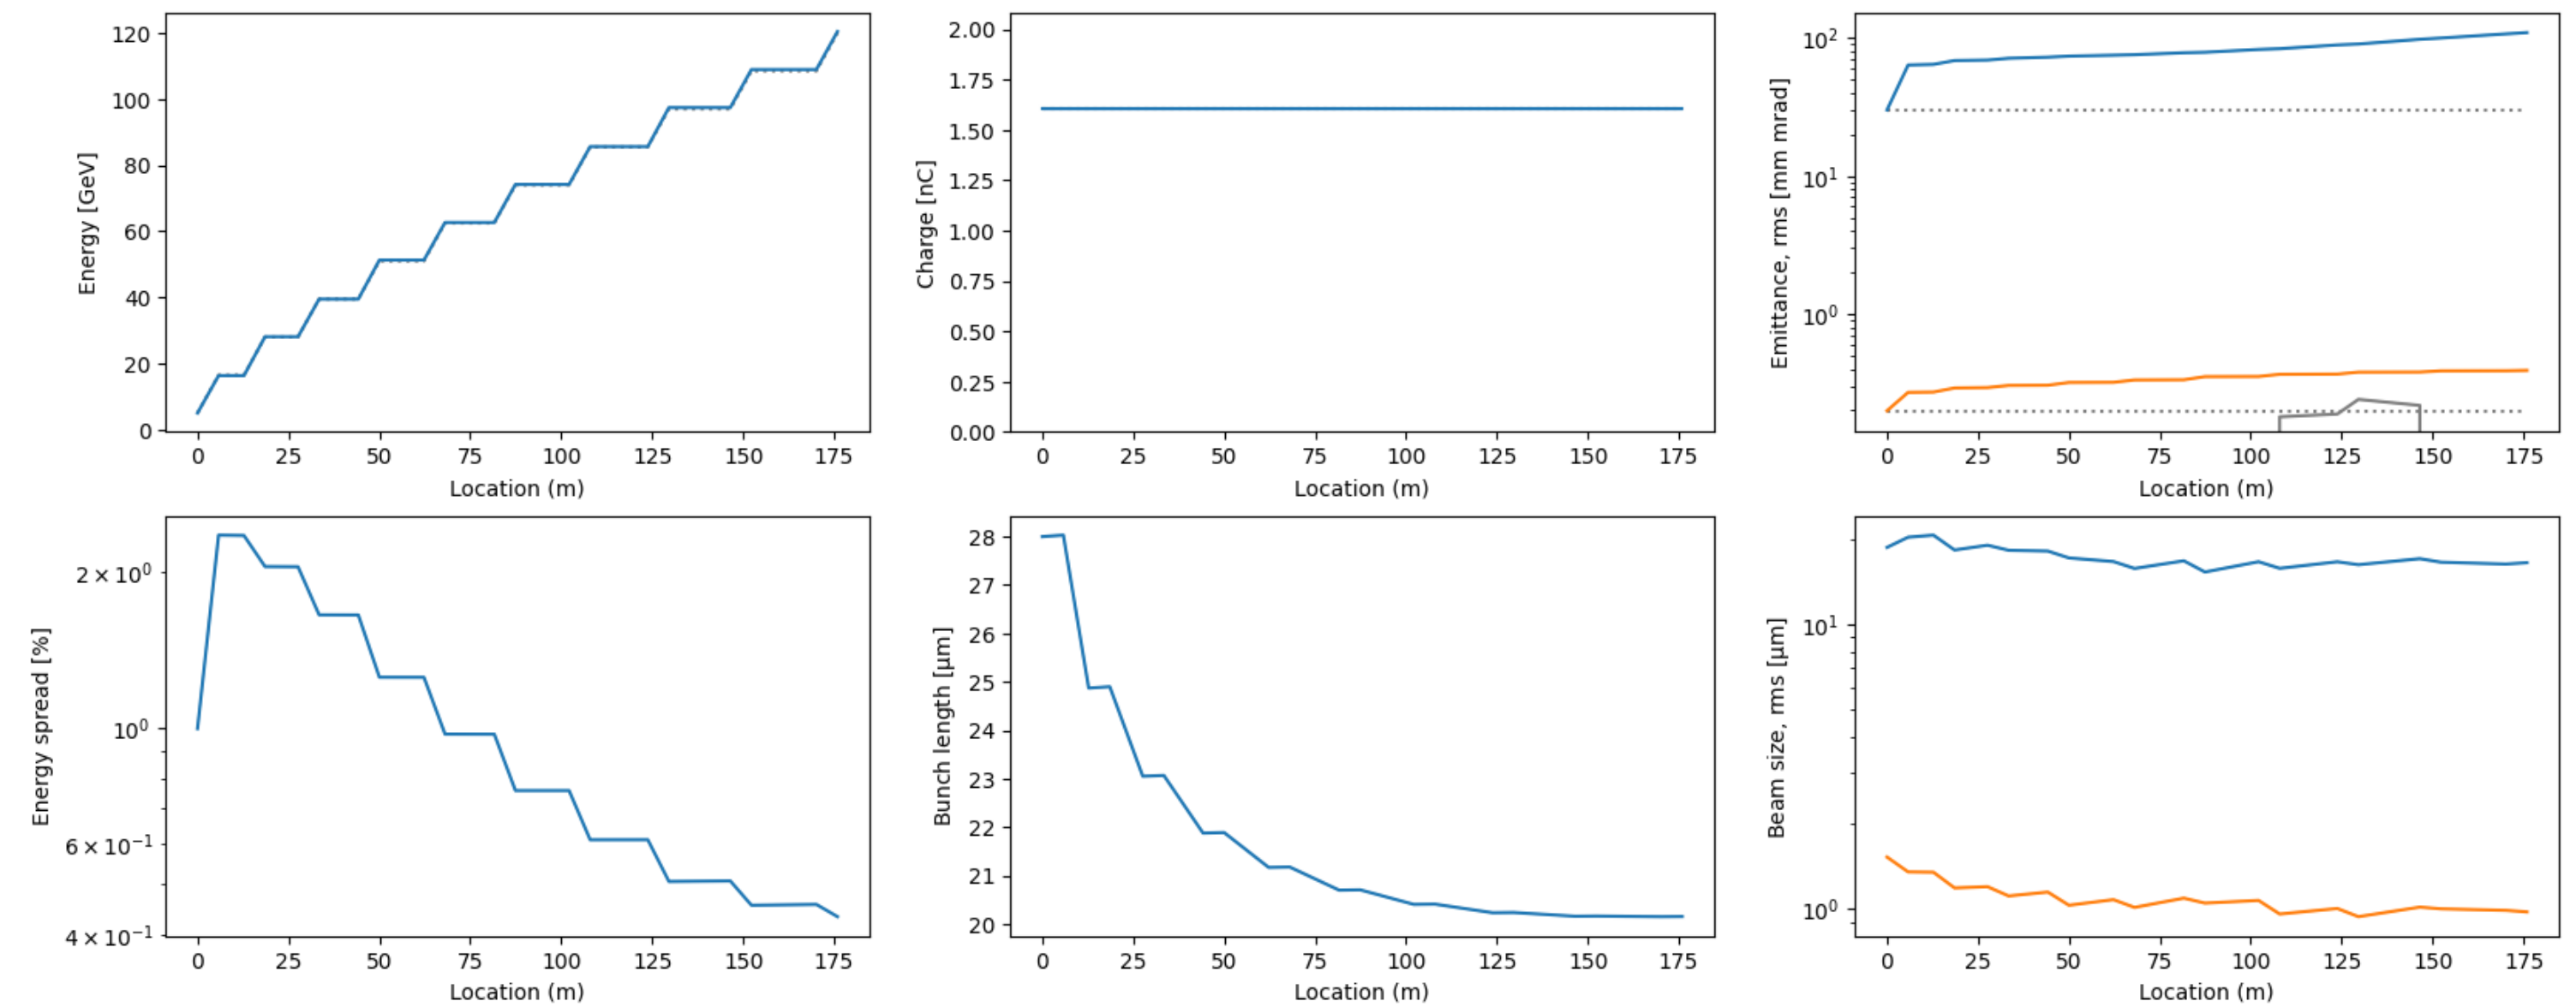 120
100
80
60
40
20
0
Energy [GeV]
0 25 50 75 100 125 150 175
Location (m)
2.00
1.75
1.50
1.25
1.00
0.75
0.50
0.25
0.00
Charge [nC]
0 25 50 75 100 125 150 175
Location (m)
10²
10¹
10⁰
Emittance, rms [mm mrad]
0 25 50 75 100 125 150 175
Location (m)
2 × 10⁰
10⁰
6 × 10⁻¹
4 × 10⁻¹
Energy spread [%]
0 25 50 75 100 125 150 175
Location (m)
28
27
26
25
24
23
22
21
20
Bunch length [μm]
0 25 50 75 100 125 150 175
Location (m)
10¹
10⁰
Beam size, rms [μm]
0 25 50 75 100 125 150 175
Location (m)